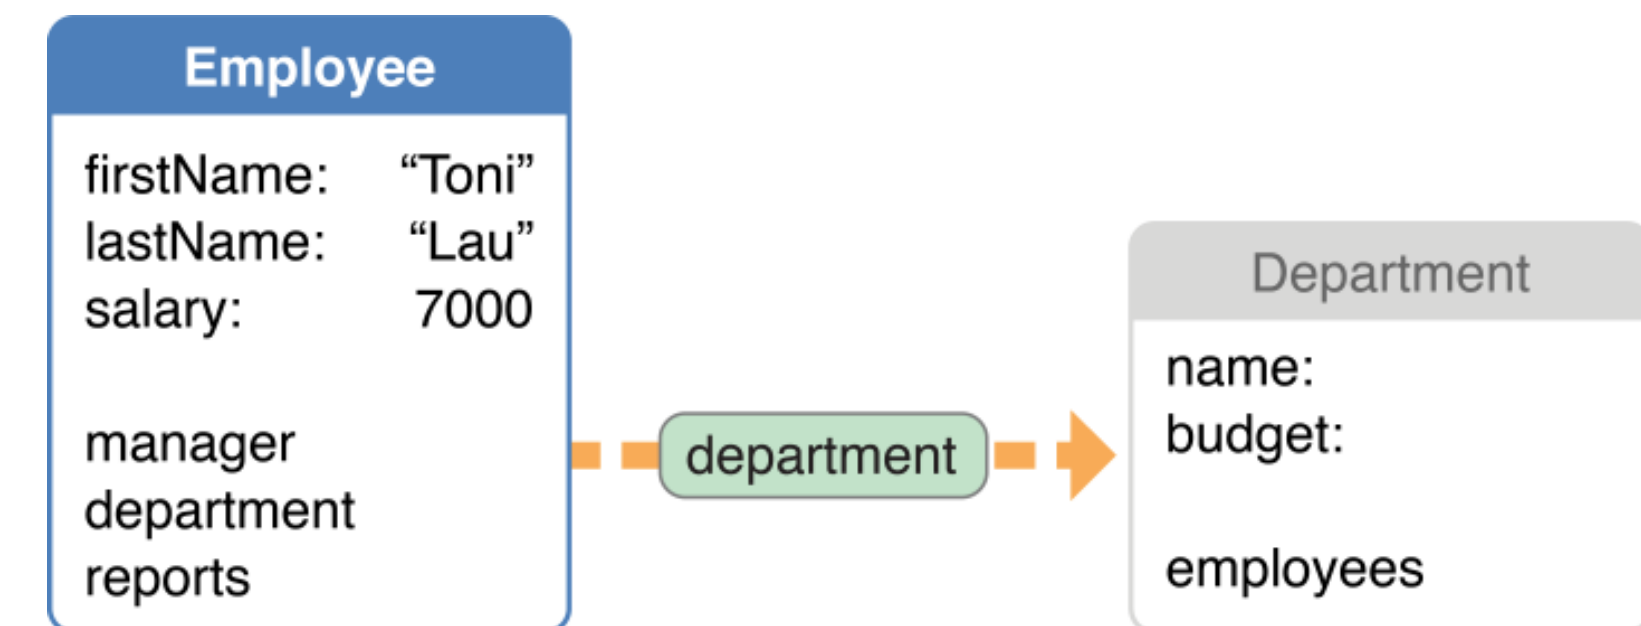 Employee
firstName: “Toni”
lastName: “Lau”
salary: 7000
manager
department
reports
department
Department
name:
budget:
employees